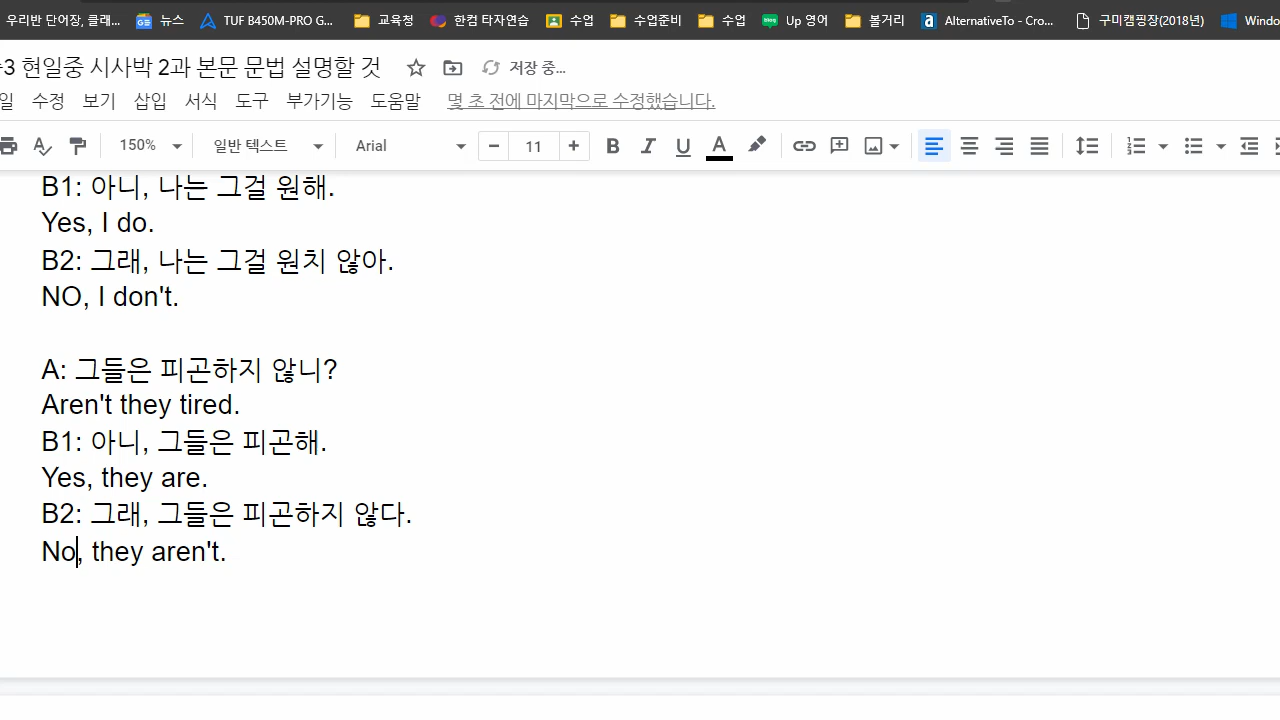 우리반 단어장, 클래... 뉴스 TUF B450M-PRO G... 교육청 한컴 타자연습 수업 수업준비 수업 Up 영어 볼거리 AlternativeTo - Cro... 구미캠핑장(2018년) Windo
3 현일중 시사박 2과 본문 문법 설명할 것 저장 중...
일 수정 보기 삽입 서식 도구 부가기능 도움말 몇 초 전에 마지막으로 수정했습니다.
150% 일반 텍스트 Arial 11 B I U A
B1: 아니, 나는 그걸 원해.
Yes, I do.
B2: 그래, 나는 그걸 원치 않아.
NO, I don't.
A: 그들은 피곤하지 않니?
Aren't they tired.
B1: 아니, 그들은 피곤해.
Yes, they are.
B2: 그래, 그들은 피곤하지 않다.
No, they aren't.